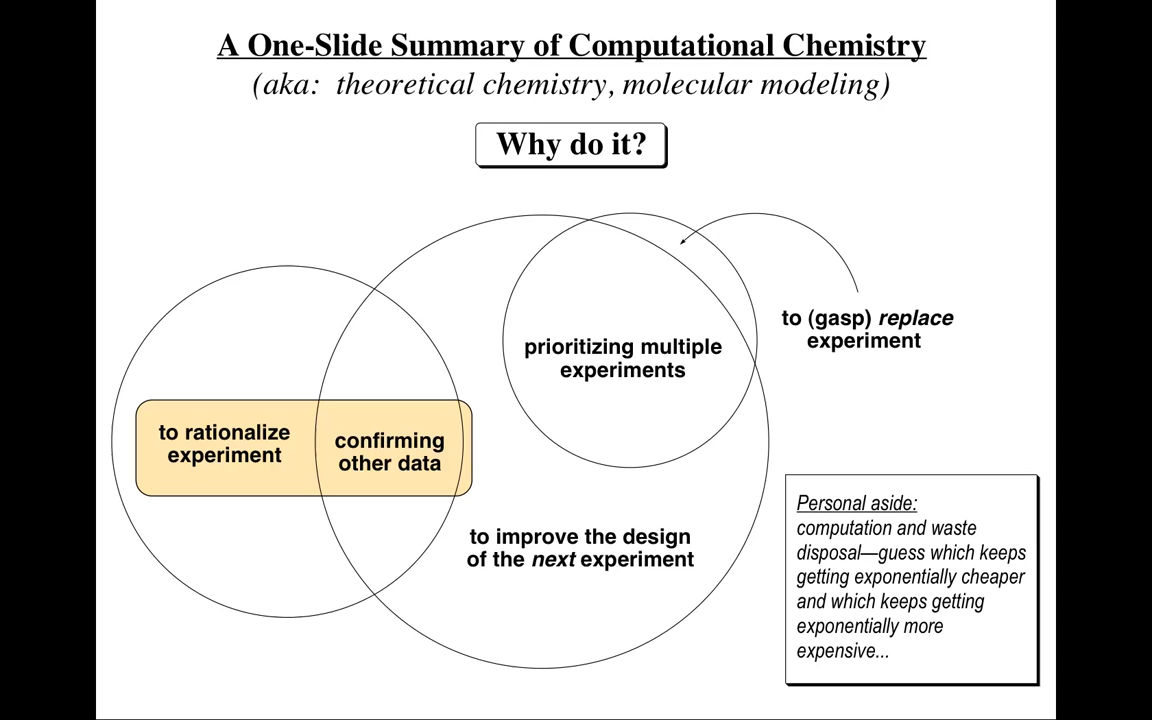 A One-Slide Summary of Computational Chemistry
(aka: theoretical chemistry, molecular modeling)
Why do it?
to (gasp) replace
experiment
prioritizing multiple
experiments
to rationalize
experiment
confirming
other data
to improve the design
of the next experiment
Personal aside:
computation and waste
disposal—guess which keeps
getting exponentially cheaper
and which keeps getting
exponentially more
expensive...